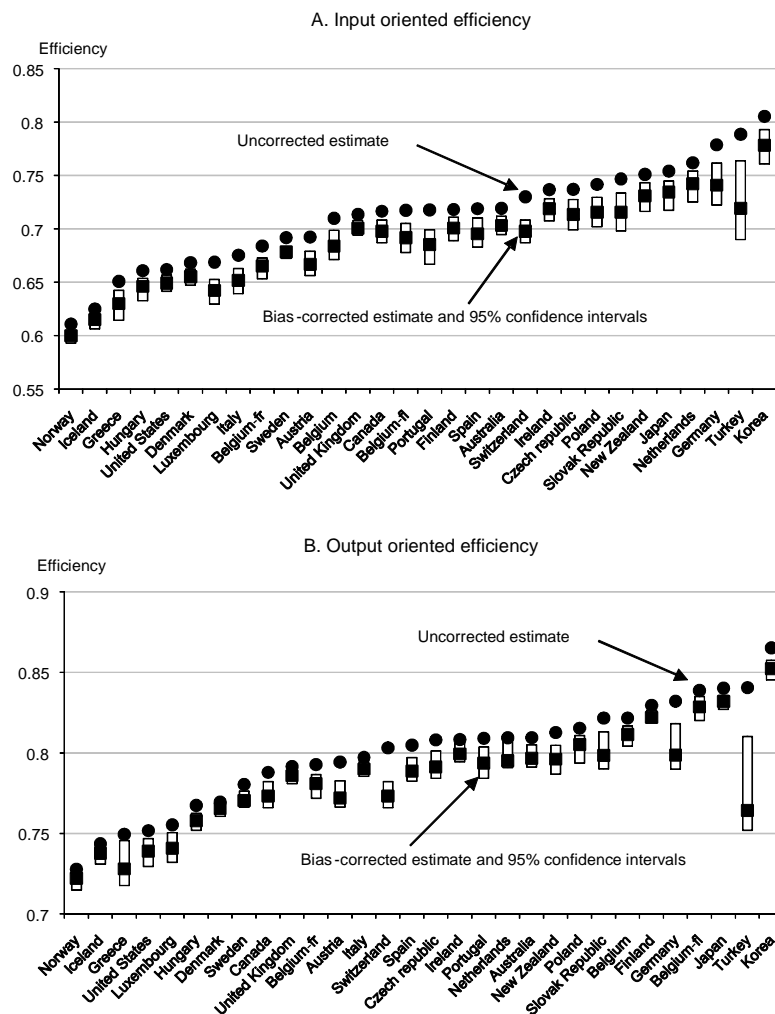 A. Input oriented efficiency
Efficiency
0.85
0.8
0.75
0.7
0.65
0.6
0.55
Uncorrected estimate
Bias-corrected estimate and 95% confidence intervals
Norway
Iceland
Greece
Hungary
United States
Denmark
Luxembourg
Italy
Belgium-fr
Sweden
Austria
Belgium
United Kingdom
Canada
Belgium-fl
Portugal
Finland
Spain
Australia
Switzerland
Ireland
Czech republic
Poland
Slovak Republic
New Zealand
Japan
Netherlands
Germany
Turkey
Korea
B. Output oriented efficiency
Efficiency
0.9
0.85
0.8
0.75
0.7
Uncorrected estimate
Bias-corrected estimate and 95% confidence intervals
Norway
Iceland
Greece
United States
Luxembourg
Hungary
Denmark
Sweden
Canada
United Kingdom
Belgium-fr
Austria
Italy
Switzerland
Spain
Czech republic
Ireland
Portugal
Netherlands
Australia
New Zealand
Poland
Slovak Republic
Belgium
Finland
Germany
Belgium-fl
Japan
Turkey
Korea